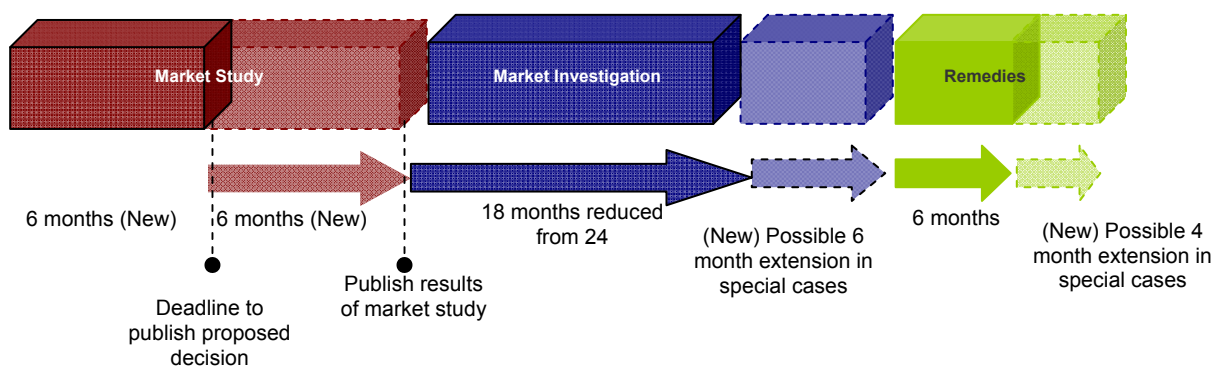 Market Study
Market Investigation
Remedies
6 months (New)
6 months (New)
18 months reduced
from 24
(New) Possible 6
month extension in
special cases
6 months
(New) Possible 4
month extension in
special cases
Deadline to
publish proposed
decision
Publish results
of market study